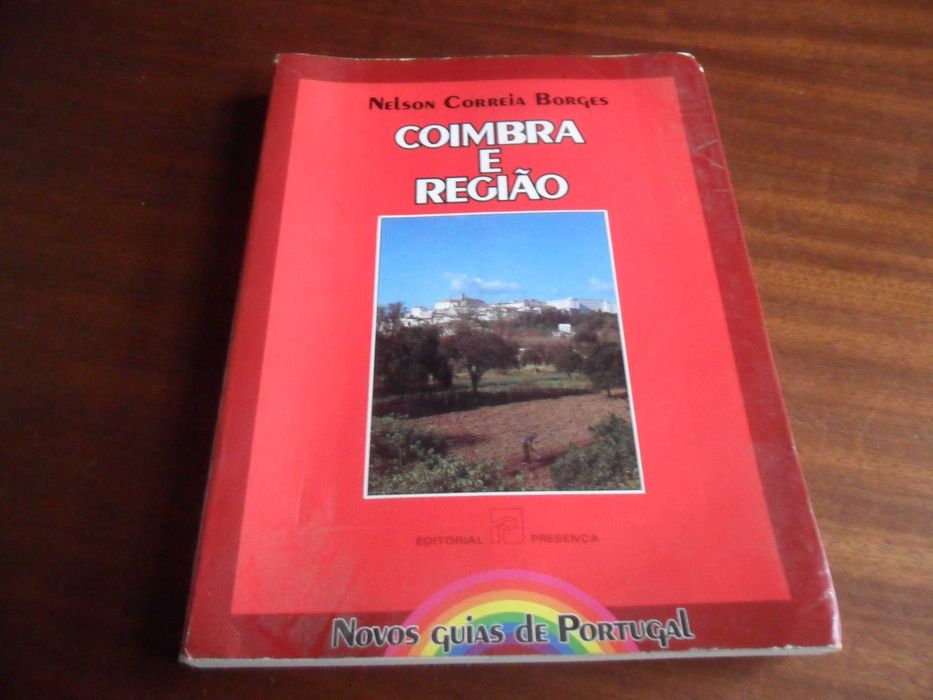 Nelson Correia Borges
COIMBRA
E
REGIÃO
EDITORIAL PRESENÇA
Novos guias de Portugal